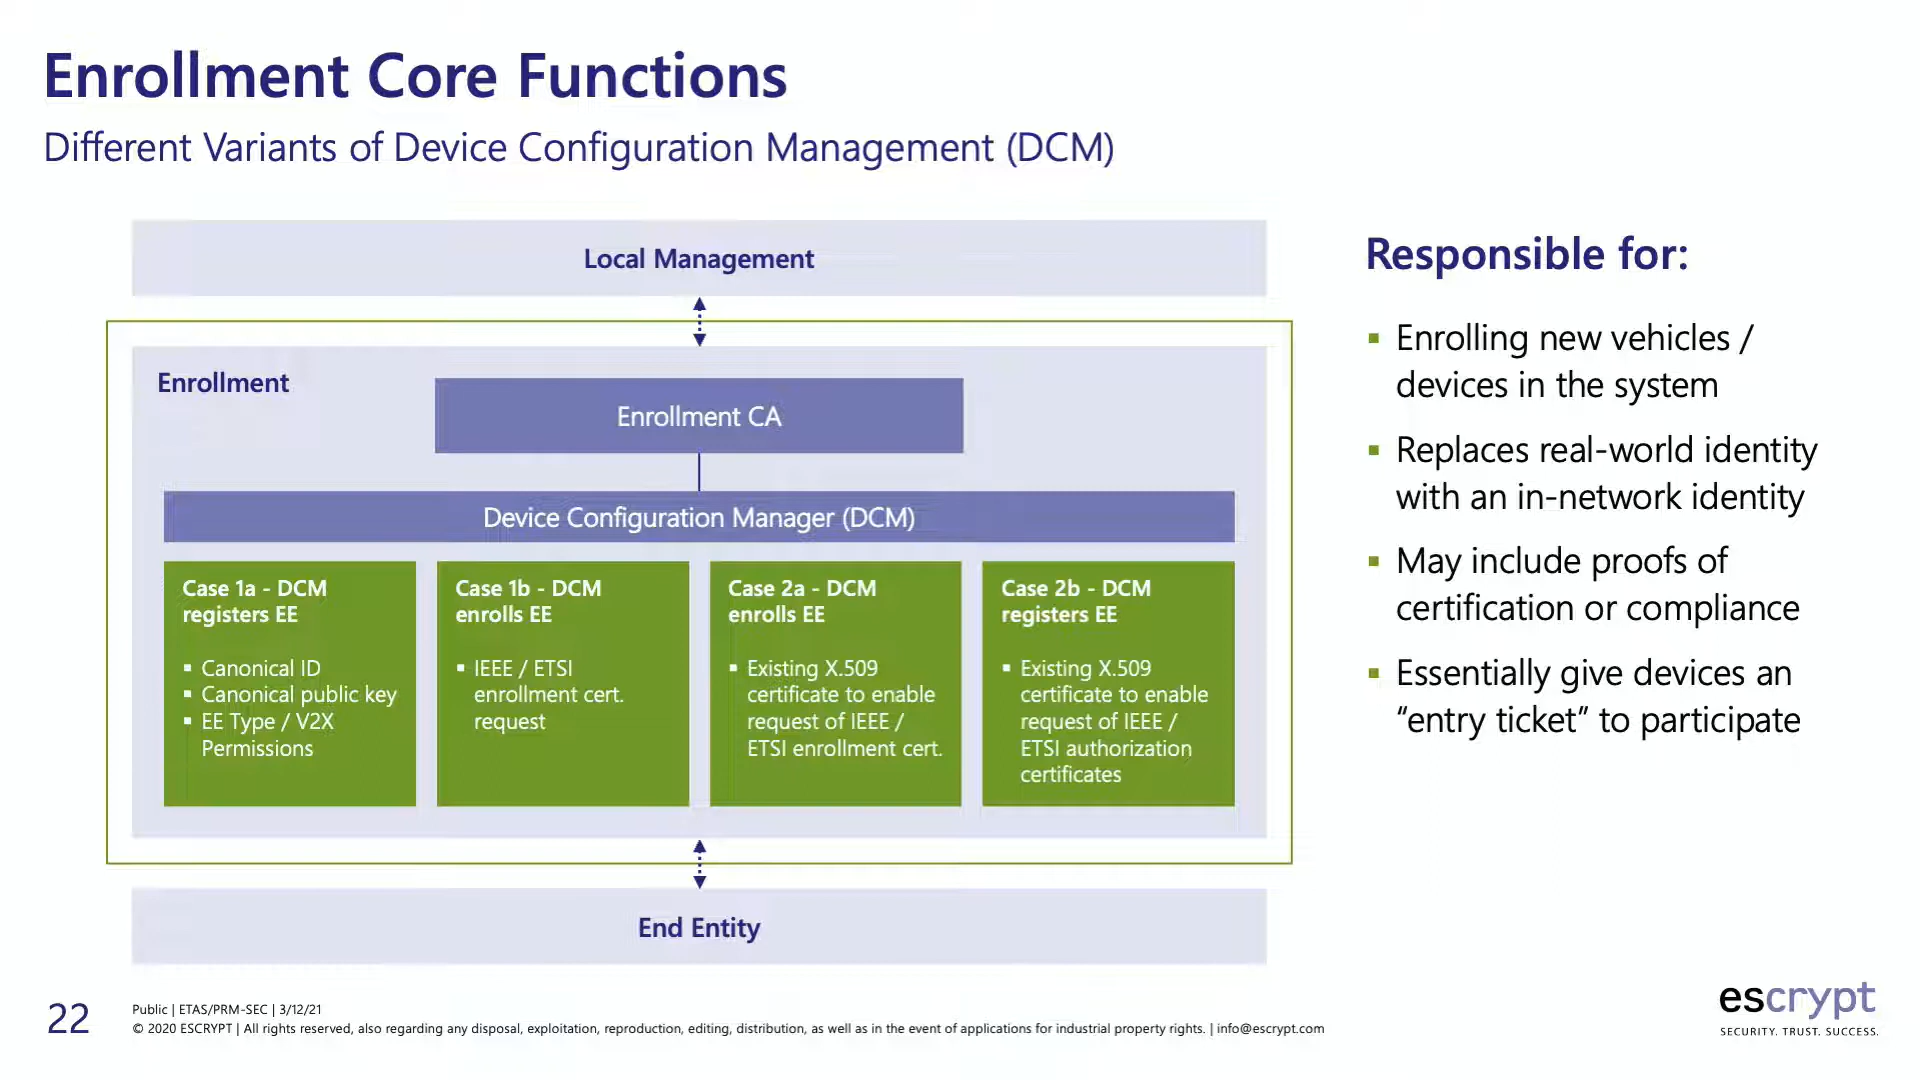 Enrollment Core Functions
Different Variants of Device Configuration Management (DCM)
Local Management
Enrollment
Enrollment CA
Device Configuration Manager (DCM)
Case 1a - DCM
registers EE
▪ Canonical ID
▪ Canonical public key
▪ EE Type / V2X
Permissions
Case 1b - DCM
enrolls EE
▪ IEEE / ETSI
enrollment cert.
request
Case 2a - DCM
enrolls EE
▪ Existing X.509
certificate to enable
request of IEEE /
ETSI enrollment cert.
Case 2b - DCM
registers EE
▪ Existing X.509
certificate to enable
request of IEEE /
ETSI authorization
certificates
End Entity
Responsible for:
▪ Enrolling new vehicles /
devices in the system
▪ Replaces real-world identity
with an in-network identity
▪ May include proofs of
certification or compliance
▪ Essentially give devices an
“entry ticket” to participate
22
Public | ETAS/PRM-SEC | 3/12/21
© 2020 ESCRYPT | All rights reserved, also regarding any disposal, exploitation, reproduction, editing, distribution, as well as in the event of applications for industrial property rights. | info@escrypt.com
escrypt
SECURITY. TRUST. SUCCESS.